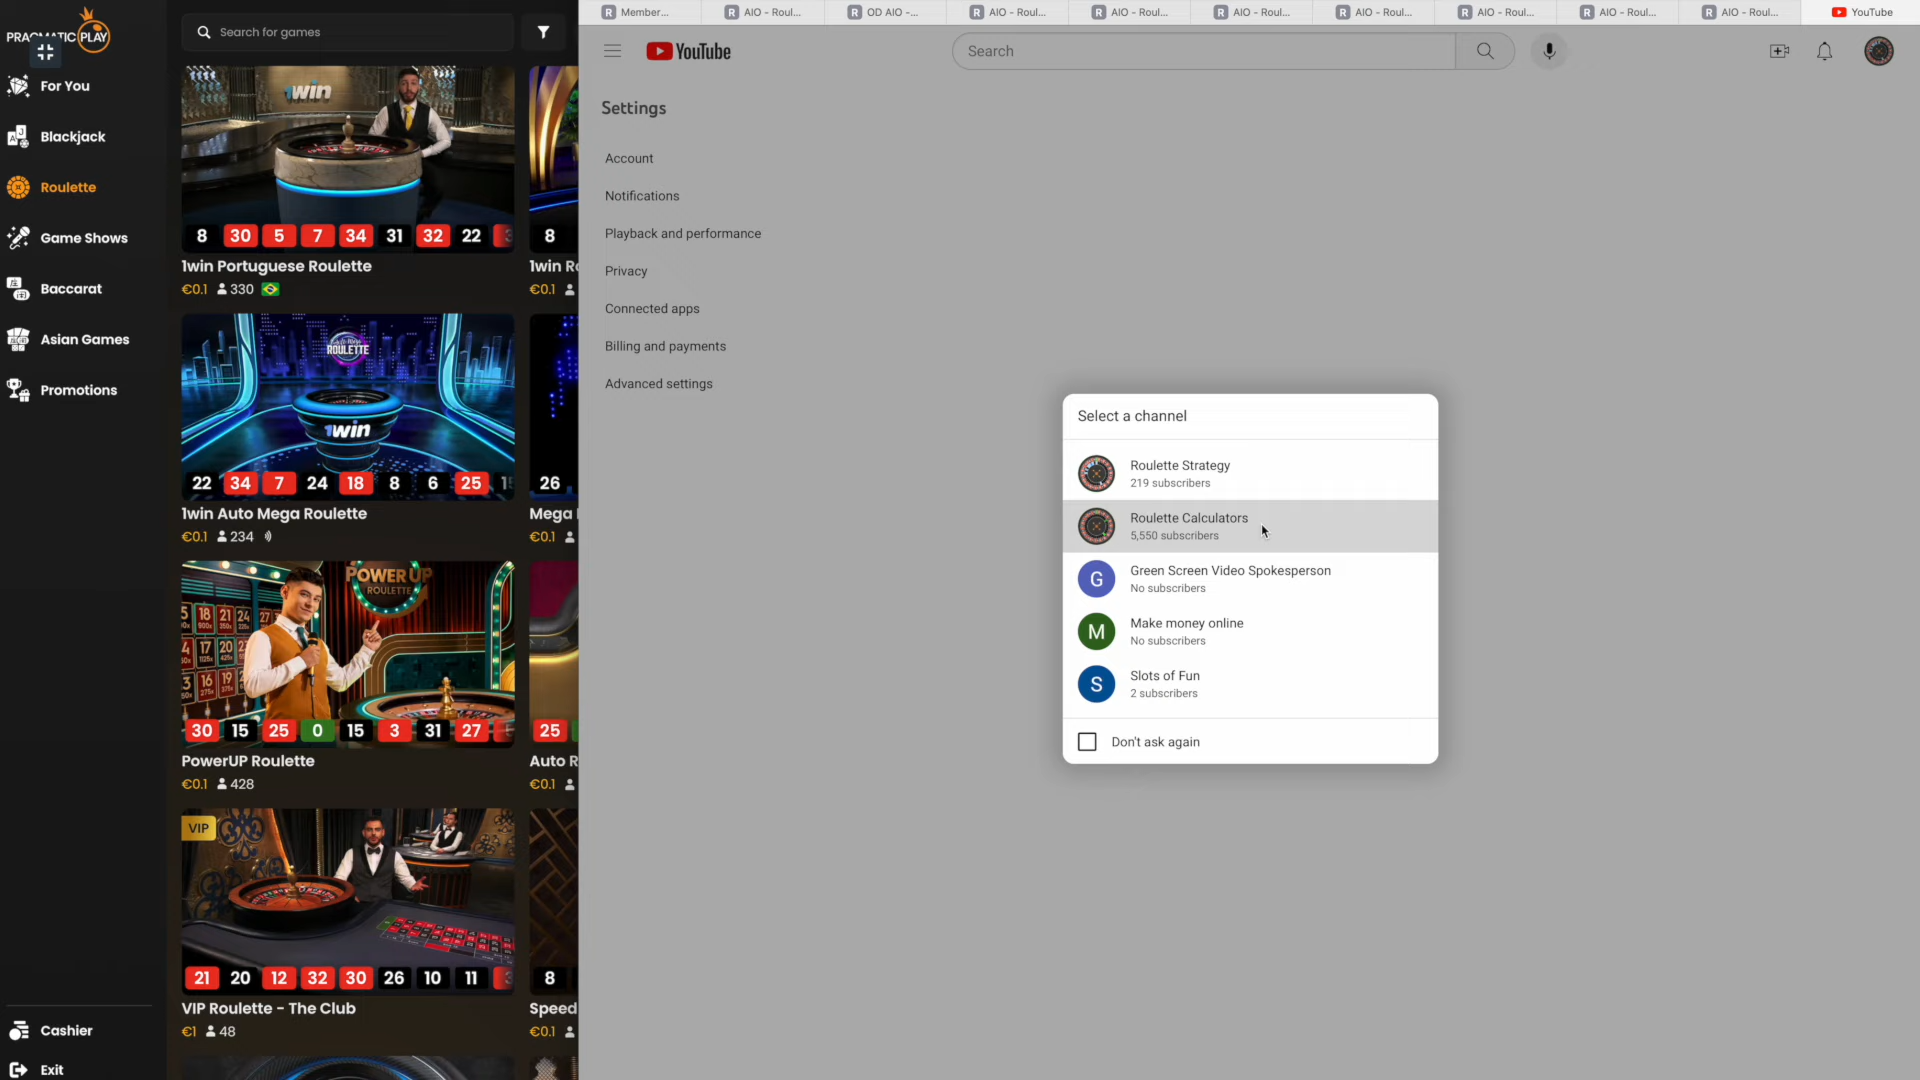 PRAGMATIC PLAY
For You
Blackjack
Roulette
Game Shows
Baccarat
Asian Games
Promotions
Cashier
Exit
Search for games
1win
8 30 5 7 34 31 32 22 3
1win Portuguese Roulette
€0.1 330
8
1win Ro
€0.1
ROULETTE
1win
22 34 7 24 18 8 6 25 15
1win Auto Mega Roulette
€0.1 234
26
Mega
€0.1
POWER UP
ROULETTE
30 15 25 0 15 3 31 27
PowerUP Roulette
€0.1 428
25
Auto R
€0.1
VIP
21 20 12 32 30 26 10 11 3
VIP Roulette - The Club
€1 48
8
Speed
€0.1
Member...
AIO - Roul...
OD AIO -...
AIO - Roul...
AIO - Roul...
AIO - Roul...
AIO - Roul...
AIO - Roul...
AIO - Roul...
AIO - Roul...
YouTube
YouTube
Search
Settings
Account
Notifications
Playback and performance
Privacy
Connected apps
Billing and payments
Advanced settings
Select a channel
Roulette Strategy
219 subscribers
Roulette Calculators
5,550 subscribers
G
Green Screen Video Spokesperson
No subscribers
M
Make money online
No subscribers
S
Slots of Fun
2 subscribers
Don't ask again